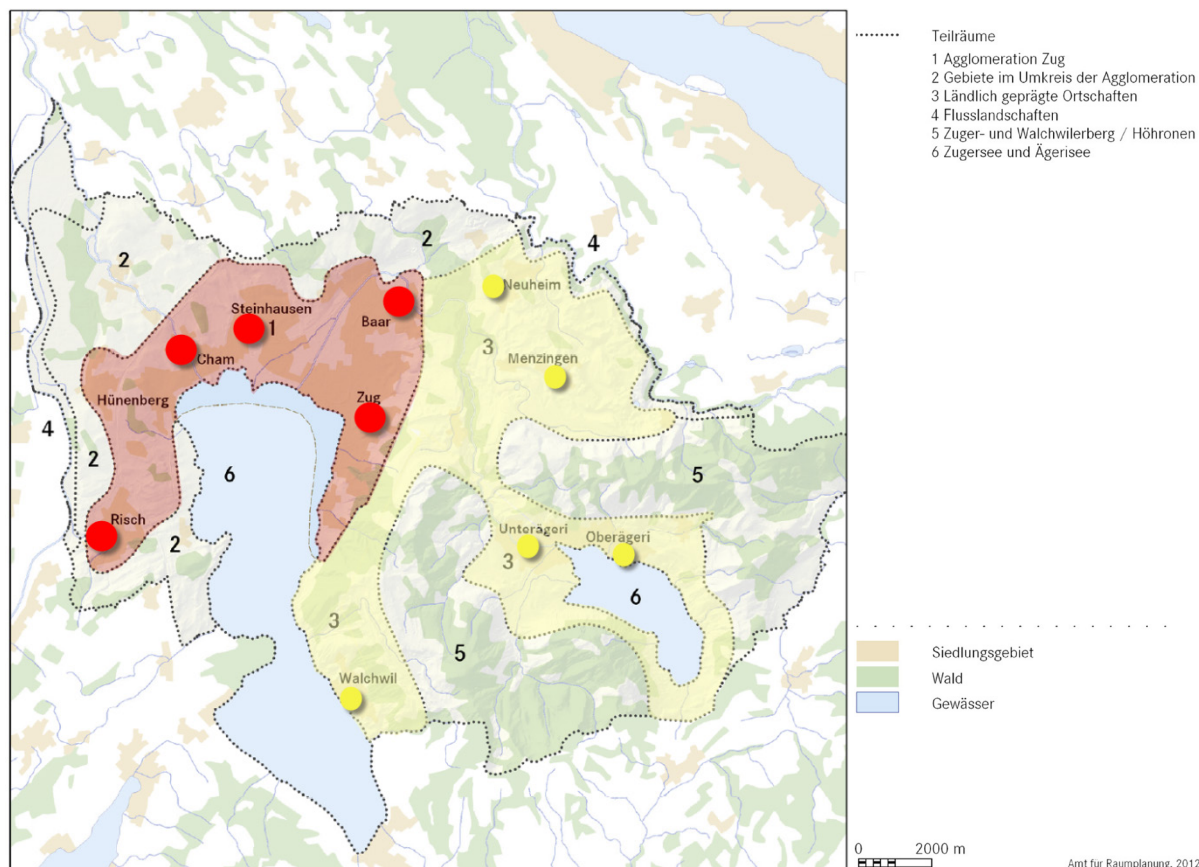 Teilräume
1 Agglomeration Zug
2 Gebiete im Umkreis der Agglomeration
3 Ländlich geprägte Ortschaften
4 Flusslandschaften
5 Zuger- und Walchwilerberg / Höhronen
6 Zugersee und Ägerisee
4
2
2
Neuheim
Steinhausen
1
Baar
3
Cham
Menzingen
Hünenberg
Zug
4
2
6
5
Risch
Unterägeri
Oberägeri
2
3
6
3
5
Walchwil
Siedlungsgebiet
Wald
Gewässer
0 2000 m
Amt für Raumplanung, 2012